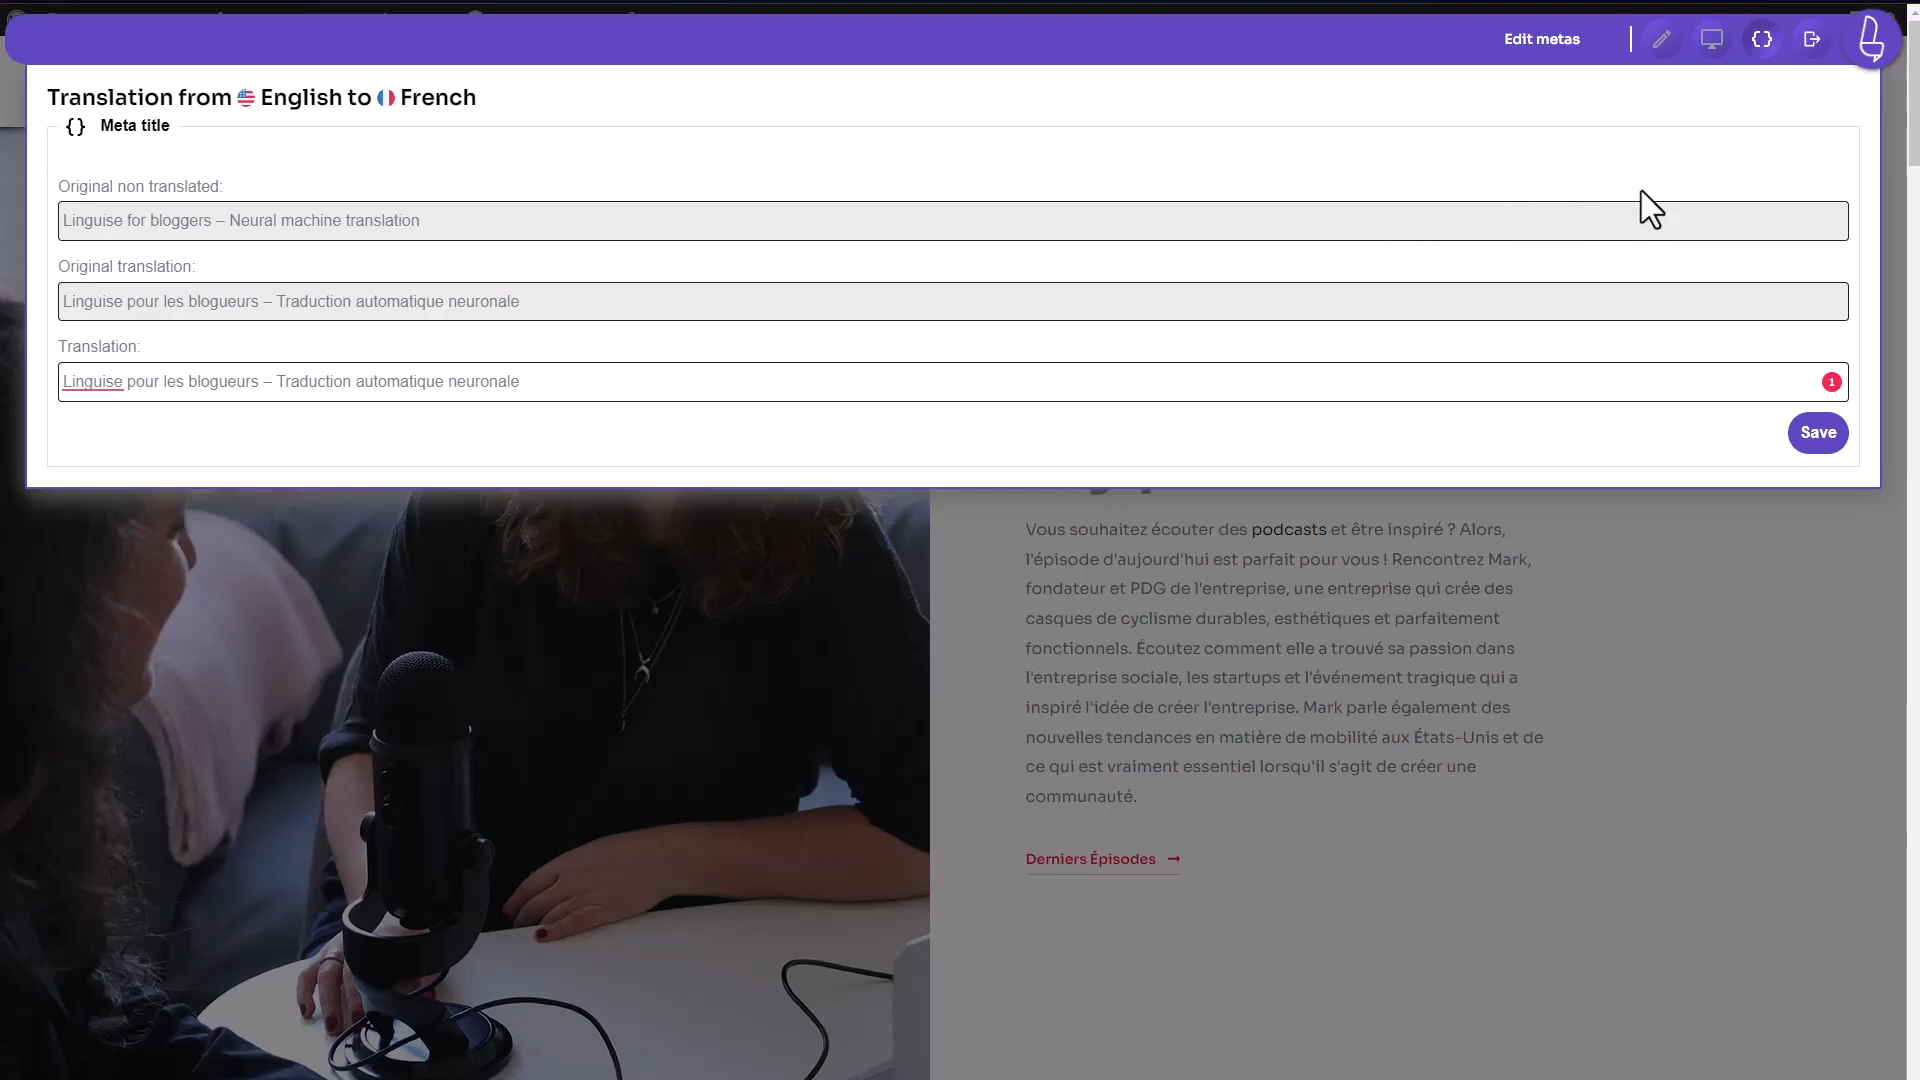 Edit metas
Translation from English to French
{} Meta title
Original non translated:
Linguise for bloggers – Neural machine translation
Original translation:
Linguise pour les blogueurs – Traduction automatique neuronale
Translation:
Linguise pour les blogueurs – Traduction automatique neuronale
1
Save
Vous souhaitez écouter des podcasts et être inspiré ? Alors,
l'épisode d'aujourd'hui est parfait pour vous ! Rencontrez Mark,
fondateur et PDG de l'entreprise, une entreprise qui crée des
casques de cyclisme durables, esthétiques et parfaitement
fonctionnels. Écoutez comment elle a trouvé sa passion dans
l'entreprise sociale, les startups et l'événement tragique qui a
inspiré l'idée de créer l'entreprise. Mark parle également des
nouvelles tendances en matière de mobilité aux États-Unis et de
ce qui est vraiment essentiel lorsqu'il s'agit de créer une
communauté.
Derniers Épisodes →